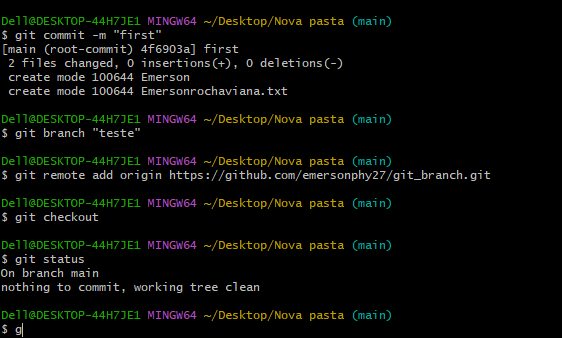 Dell@DESKTOP-44H7JE1 MINGW64 ~/Desktop/Nova pasta (main)
$ git commit -m "first"
[main (root-commit) 4f6903a] first
 2 files changed, 0 insertions(+), 0 deletions(-)
 create mode 100644 Emerson
 create mode 100644 Emersonrochaviana.txt
Dell@DESKTOP-44H7JE1 MINGW64 ~/Desktop/Nova pasta (main)
$ git branch "teste"
Dell@DESKTOP-44H7JE1 MINGW64 ~/Desktop/Nova pasta (main)
$ git remote add origin https://github.com/emersonphy27/git_branch.git
Dell@DESKTOP-44H7JE1 MINGW64 ~/Desktop/Nova pasta (main)
$ git checkout
Dell@DESKTOP-44H7JE1 MINGW64 ~/Desktop/Nova pasta (main)
$ git status
On branch main
nothing to commit, working tree clean
Dell@DESKTOP-44H7JE1 MINGW64 ~/Desktop/Nova pasta (main)
$ g